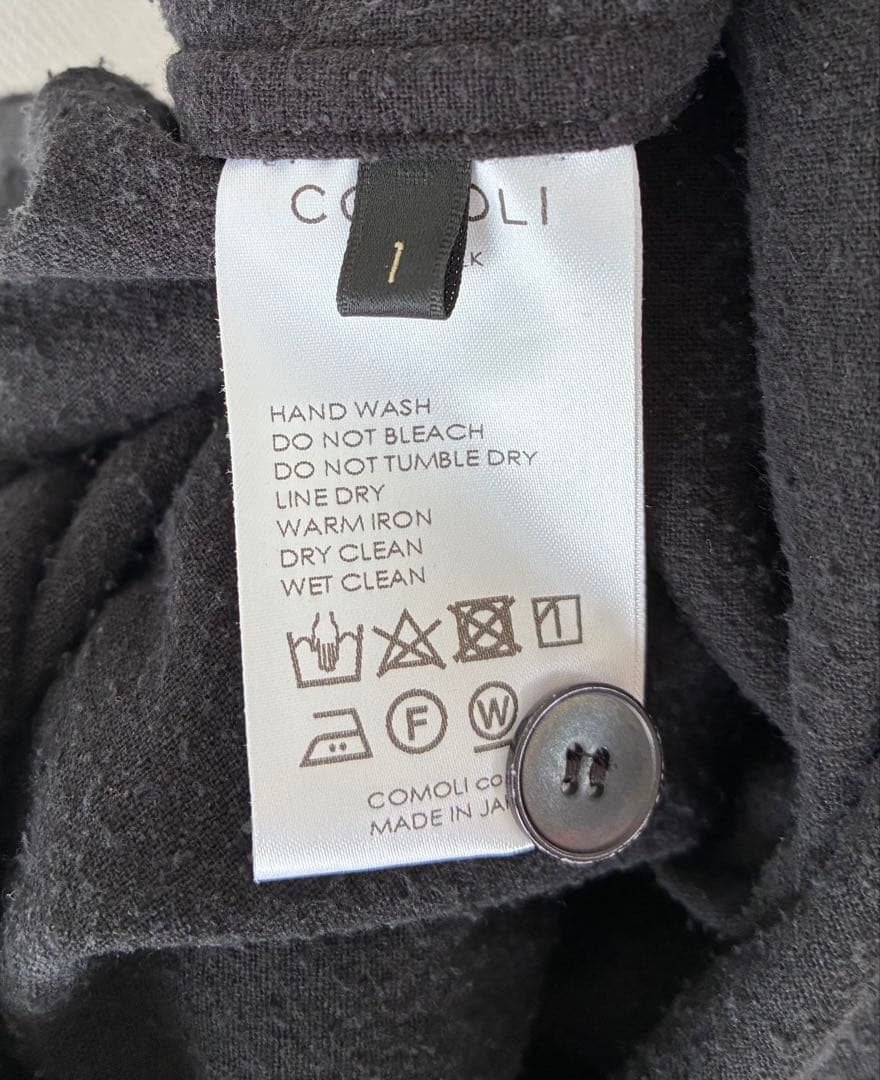 1
HAND WASH
DO NOT BLEACH
DO NOT TUMBLE DRY
LINE DRY
WARM IRON
DRY CLEAN
WET CLEAN
F W
COMOLI
MADE IN